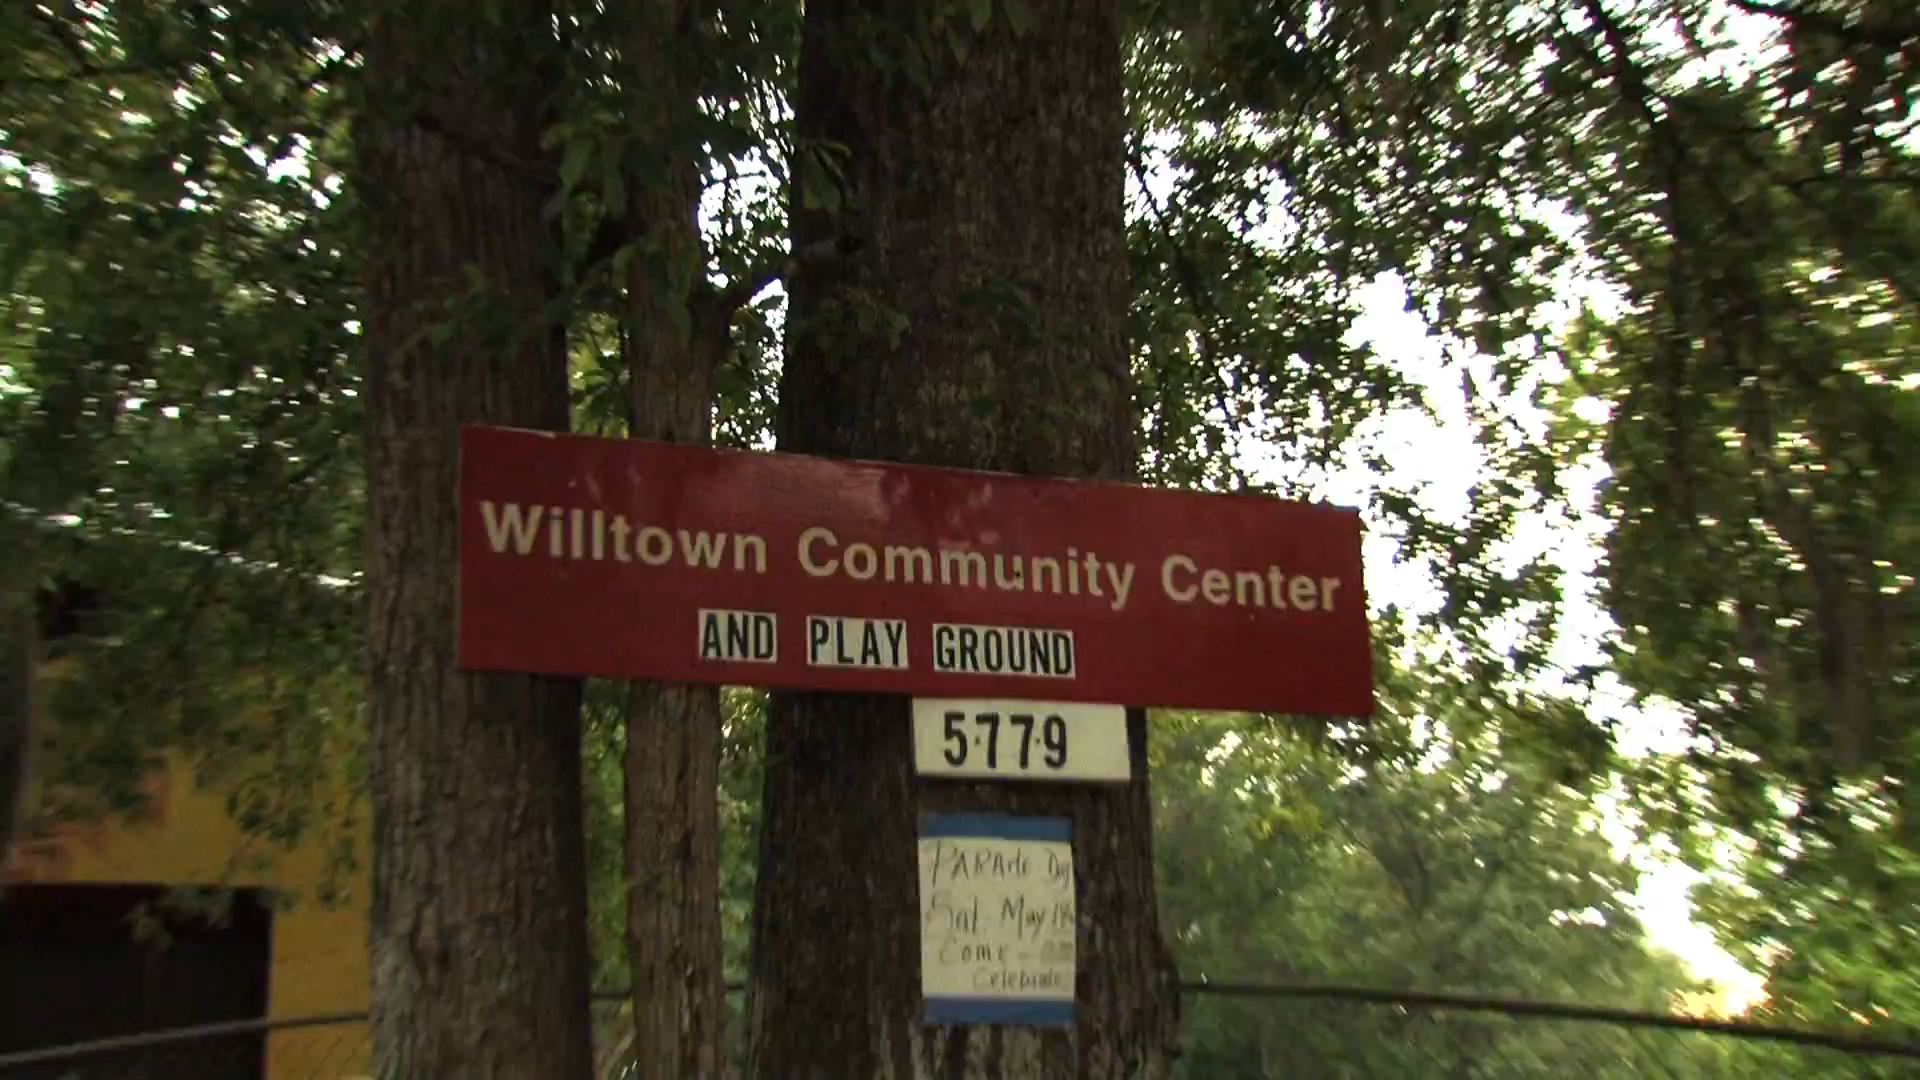 Willtown Community Center
AND PLAY GROUND
5779
PARAde Day
Sat. May
Come -
Celebrate